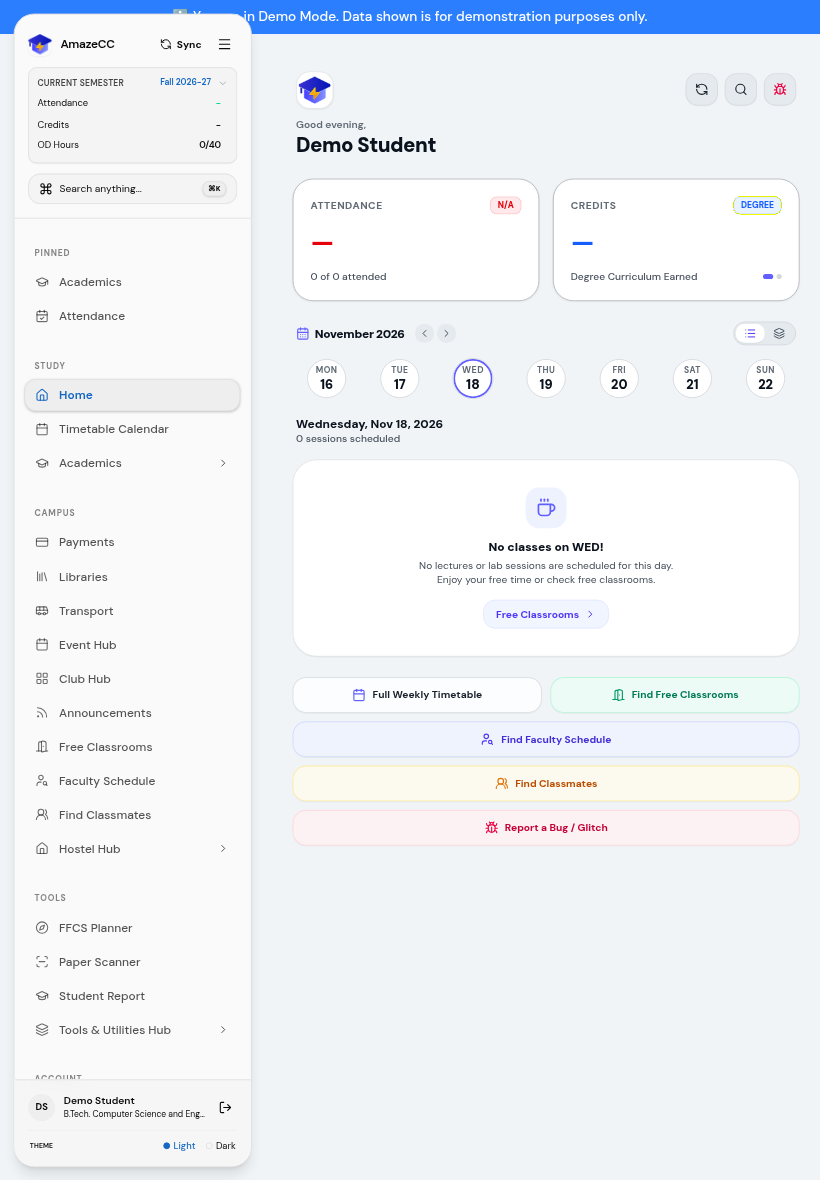 in Demo Mode. Data shown is for demonstration purposes only.
AmazeCC
Sync
CURRENT SEMESTER
Fall 2026-27
Attendance
-
Credits
-
OD Hours
0/40
Search anything...
⌘K
PINNED
Academics
Attendance
STUDY
Home
Timetable Calendar
Academics
CAMPUS
Payments
Libraries
Transport
Event Hub
Club Hub
Announcements
Free Classrooms
Faculty Schedule
Find Classmates
Hostel Hub
TOOLS
FFCS Planner
Paper Scanner
Student Report
Tools & Utilities Hub
ACCOUNT
DS
Demo Student
B.Tech. Computer Science and Eng...
THEME
Light
Dark
Good evening,
Demo Student
ATTENDANCE
N/A
—
0 of 0 attended
CREDITS
DEGREE
—
Degree Curriculum Earned
November 2026
MON
16
TUE
17
WED
18
THU
19
FRI
20
SAT
21
SUN
22
Wednesday, Nov 18, 2026
0 sessions scheduled
No classes on WED!
No lectures or lab sessions are scheduled for this day.
Enjoy your free time or check free classrooms.
Free Classrooms
Full Weekly Timetable
Find Free Classrooms
Find Faculty Schedule
Find Classmates
Report a Bug / Glitch